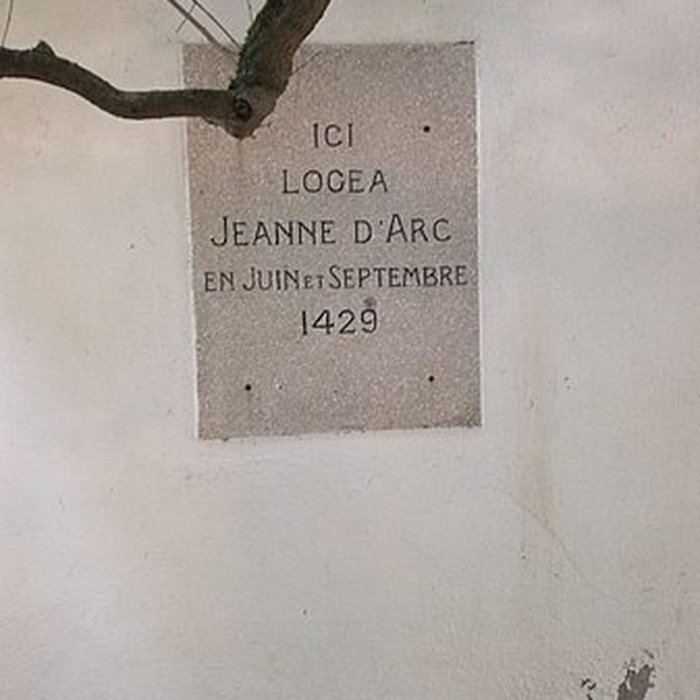 ICI
LOGEA
JEANNE D'ARC
EN JUIN ET SEPTEMBRE
1429